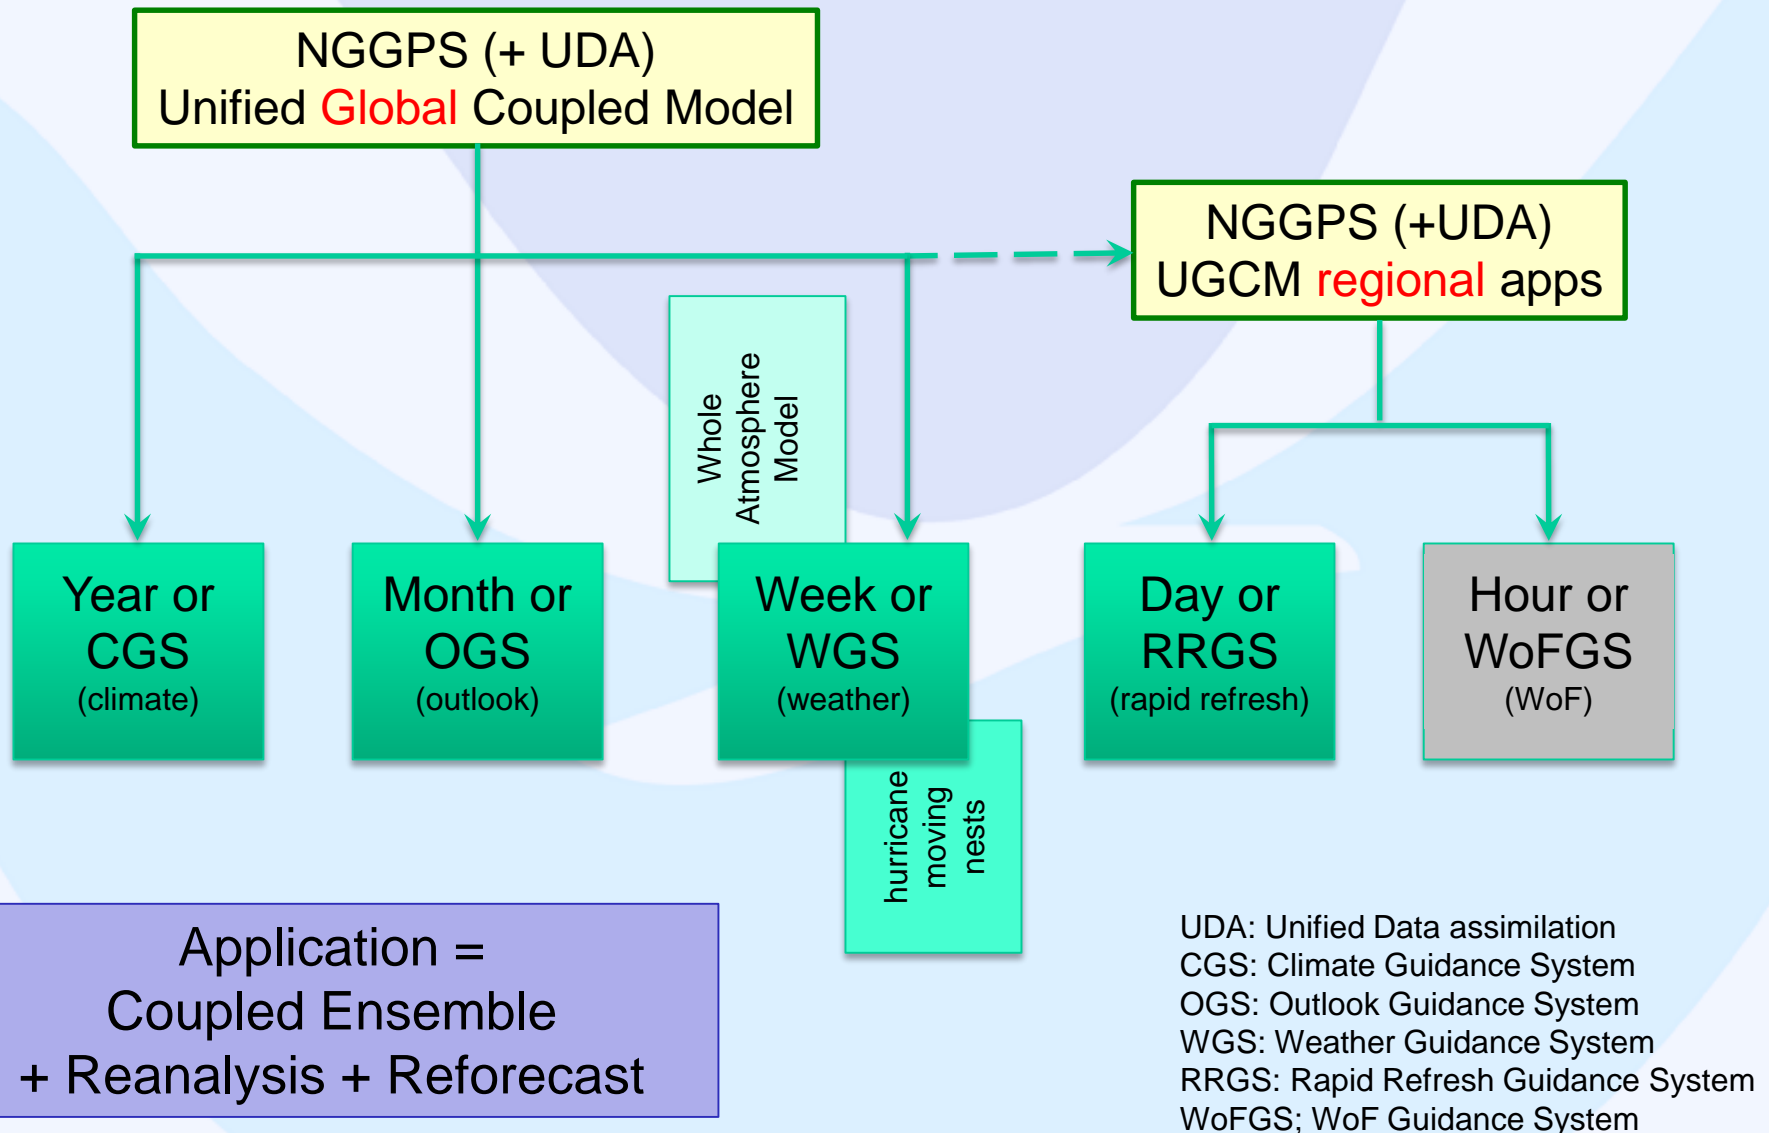 NGGPS (+ UDA)
Unified Global Coupled Model
NGGPS (+UDA)
UGCM regional apps
Whole
Atmosphere
Model
Year or
CGS
(climate)
Month or
OGS
(outlook)
Week or
WGS
(weather)
Day or
RRGS
(rapid refresh)
Hour or
WoFGS
(WoF)
hurricane
moving
nests
Application =
Coupled Ensemble
+ Reanalysis + Reforecast
UDA: Unified Data assimilation
CGS: Climate Guidance System
OGS: Outlook Guidance System
WGS: Weather Guidance System
RRGS: Rapid Refresh Guidance System
WoFGS; WoF Guidance System